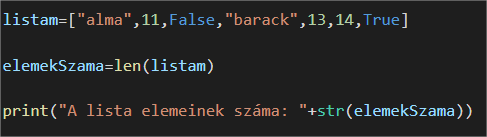 listam=["alma",11,False,"barack",13,14,True]
elemekSzama=len(listam)
print("A lista elemeinek száma: "+str(elemekSzama))